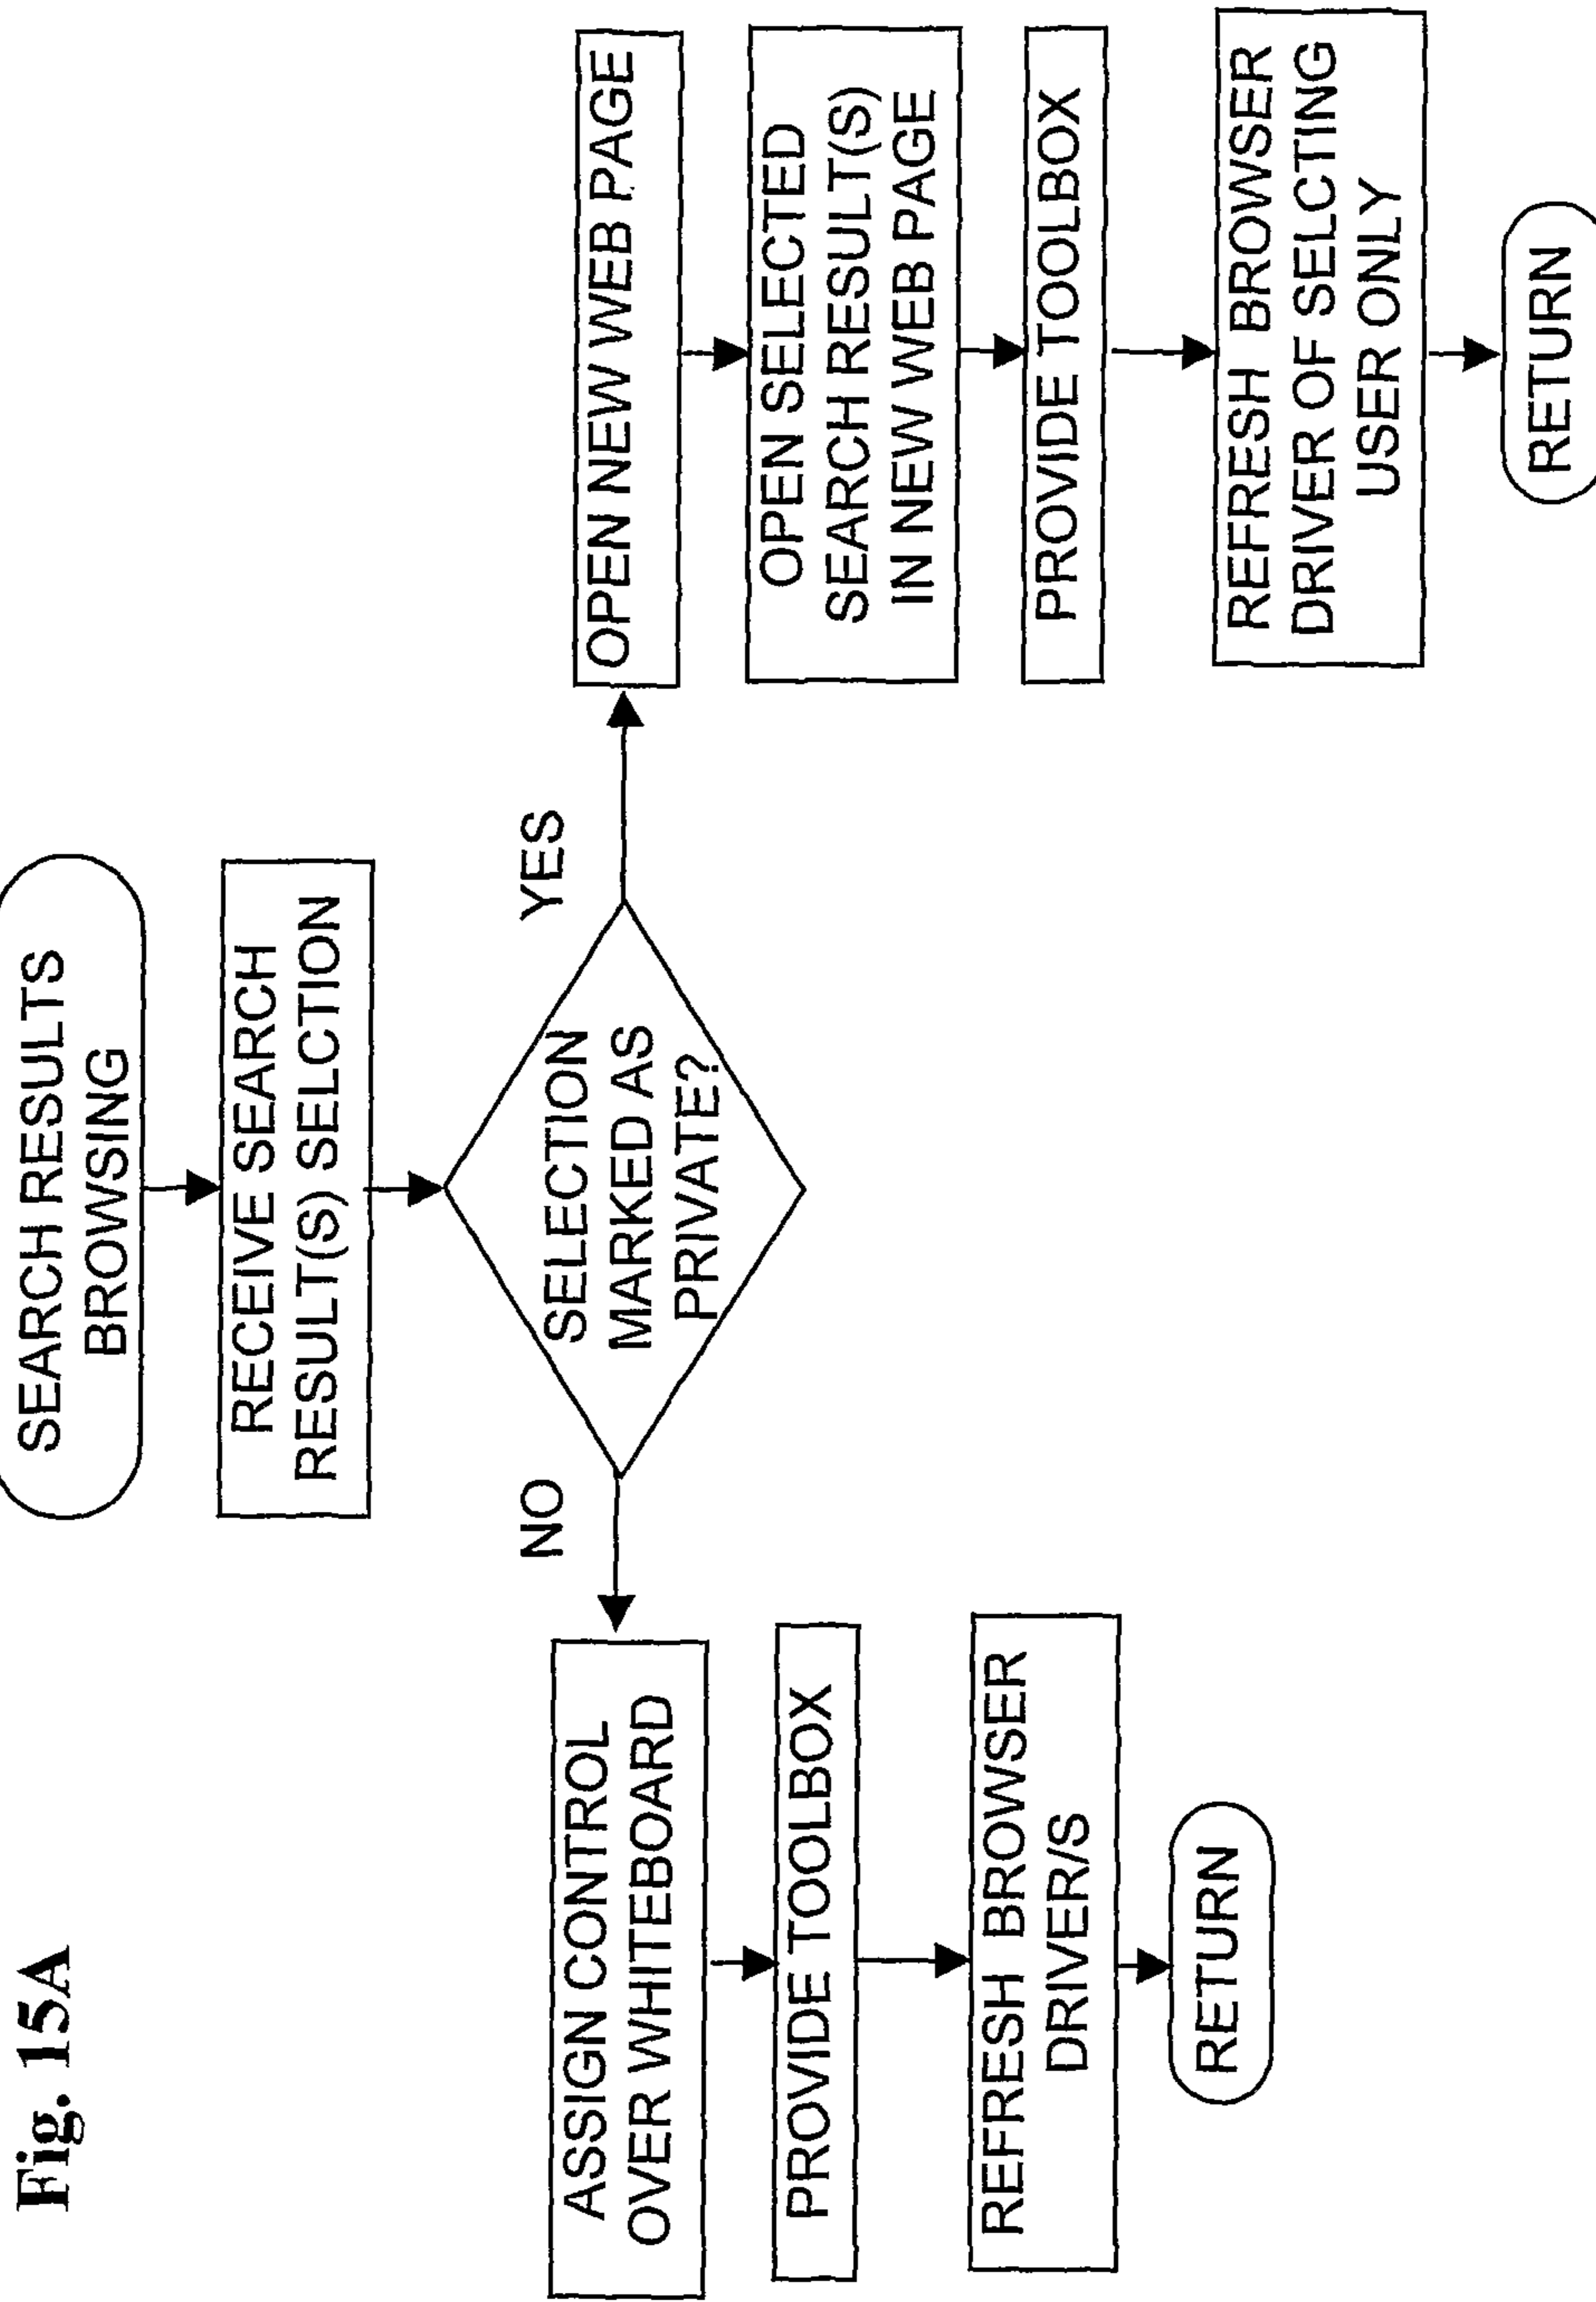 Fig. 15A
SEARCH RESULTS
BROWSING
RECEIVE SEARCH
RESULT(S) SELCTION
SELECTION
MARKED AS
PRIVATE?
NO
YES
ASSIGN CONTROL
OVER WHITEBOARD
PROVIDE TOOLBOX
REFRESH BROWSER
DRIVER/S
RETURN
OPEN NEW WEB PAGE
OPEN SELECTED
SEARCH RESULT(S)
IN NEW WEB PAGE
PROVIDE TOOLBOX
REFRESH BROWSER
DRIVER OF SELCTING
USER ONLY
RETURN